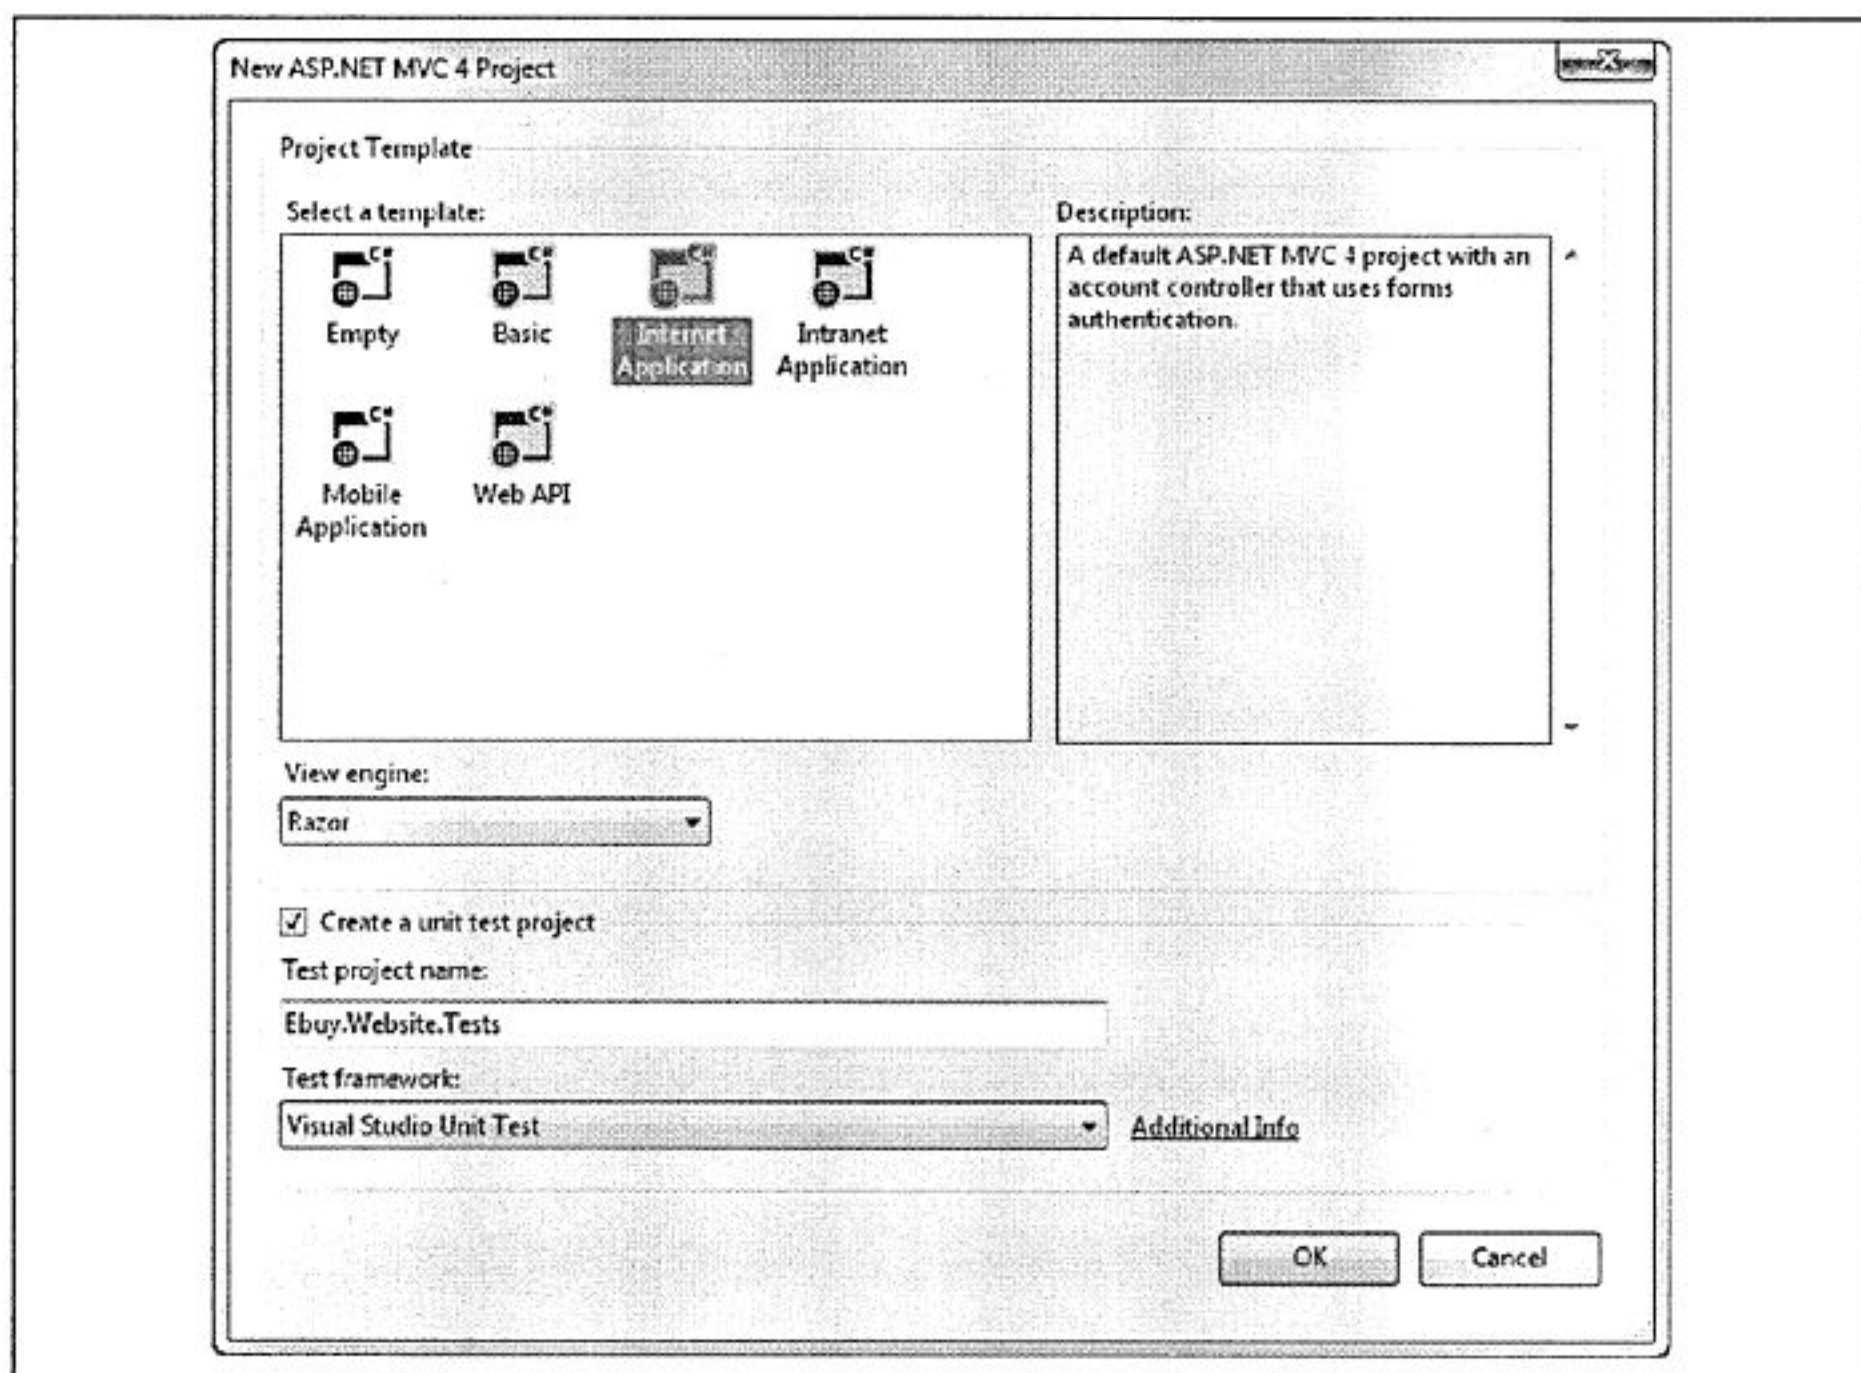 New ASP.NET MVC 4 Project
Project Template
Select a template:
Description:
C#
C#
C#
C#
A default ASP.NET MVC 4 project with an
account controller that uses forms
authentication.
Empty
Basic
Internet
Application
Intranet
Application
C#
C#
Mobile
Application
Web API
View engine:
Razor
Create a unit test project
Test project name:
Ebuy.Website.Tests
Test framework:
Visual Studio Unit Test
Additional Info
OK
Cancel